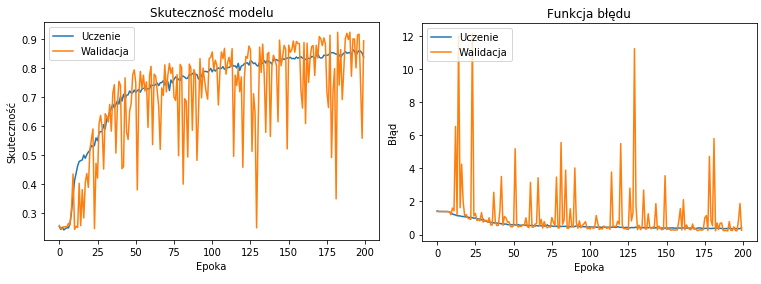 Skuteczność modelu
Uczenie
Walidacja
0.9
0.8
0.7
0.6
0.5
0.4
0.3
Skuteczność
0 25 50 75 100 125 150 175 200
Epoka
Funkcja błędu
Uczenie
Walidacja
12
10
8
6
4
2
0
Błąd
0 25 50 75 100 125 150 175 200
Epoka